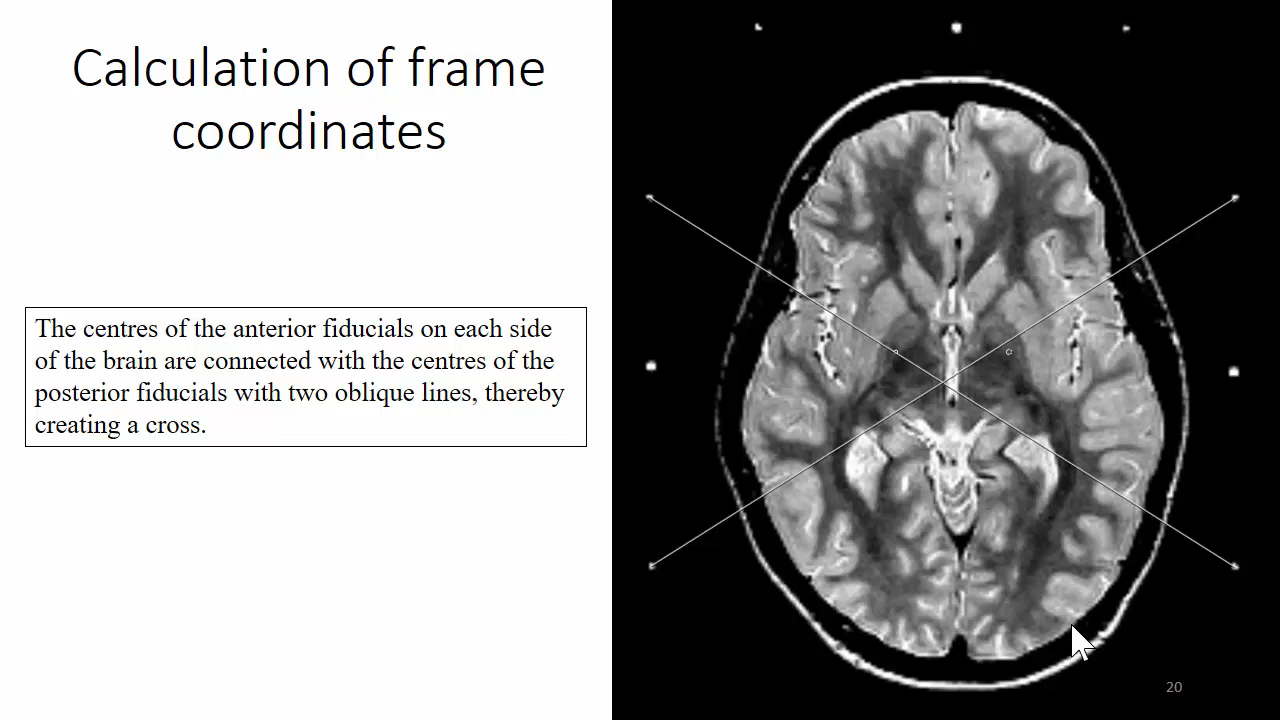 Calculation of frame
coordinates
The centres of the anterior fiducials on each side
of the brain are connected with the centres of the
posterior fiducials with two oblique lines, thereby
creating a cross.
20